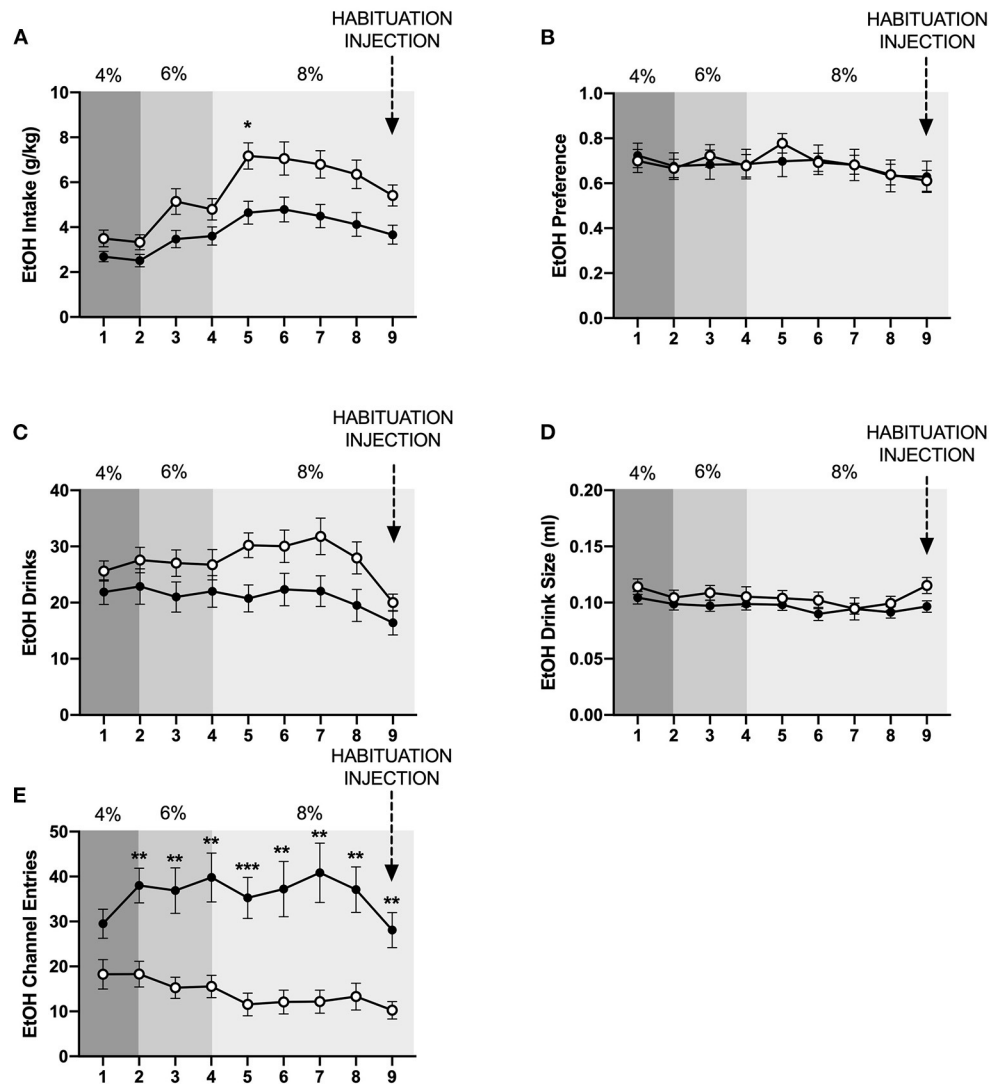 HABITUATION
INJECTION
A
4% 6% 8%
EtOH Intake (g/kg)
10
8
6
4
2
0
*
1 2 3 4 5 6 7 8 9
HABITUATION
INJECTION
B
4% 6% 8%
EtOH Preference
1.0
0.8
0.6
0.4
0.2
0.0
1 2 3 4 5 6 7 8 9
HABITUATION
INJECTION
C
4% 6% 8%
EtOH Drinks
40
30
20
10
0
1 2 3 4 5 6 7 8 9
HABITUATION
INJECTION
D
4% 6% 8%
EtOH Drink Size (ml)
0.20
0.15
0.10
0.05
0.00
1 2 3 4 5 6 7 8 9
HABITUATION
INJECTION
E
4% 6% 8%
EtOH Channel Entries
50
40
30
20
10
0
** ** ** *** ** ** ** **
1 2 3 4 5 6 7 8 9